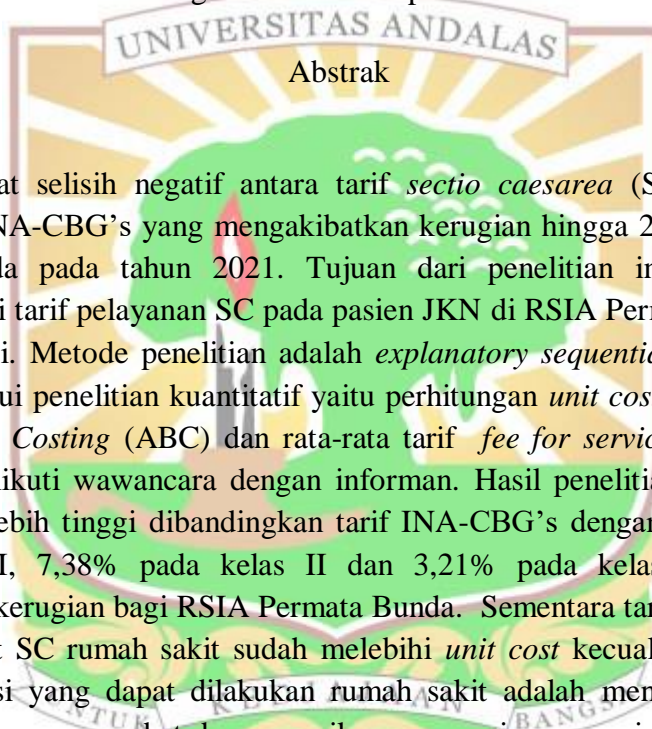 UNIVERSITAS ANDALAS
Abstrak
at selisih negatif antara tarif sectio caesarea (S
NA-CBG's yang mengakibatkan kerugian hingga 2
da pada tahun 2021. Tujuan dari penelitian in
i tarif pelayanan SC pada pasien JKN di RSIA Perr
i. Metode penelitian adalah explanatory sequentia
ui penelitian kuantitatif yaitu perhitungan unit cos
Costing (ABC) dan rata-rata tarif fee for servic
ikuti wawancara dengan informan. Hasil penelitia
ebih tinggi dibandingkan tarif INA-CBG's dengan
I, 7,38% pada kelas II dan 3,21% pada kelas
kerugian bagi RSIA Permata Bunda. Sementara tar
t SC rumah sakit sudah melebihi unit cost kecual
si yang dapat dilakukan rumah sakit adalah men
UNTUK KEDJAJAAN BANGSA